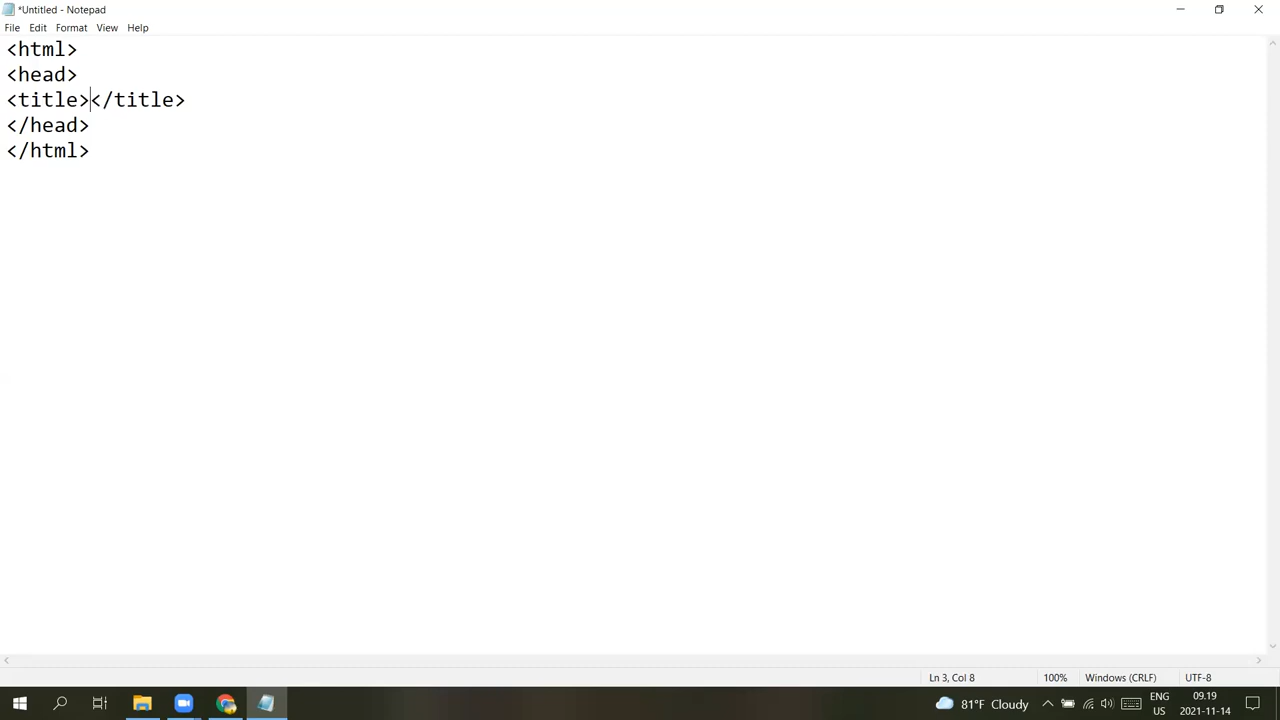 *Untitled - Notepad
File Edit Format View Help
<html>
<head>
<title></title>
</head>
</html>
Ln 3, Col 8 100% Windows (CRLF) UTF-8
81°F Cloudy
ENG
US
09.19
2021-11-14